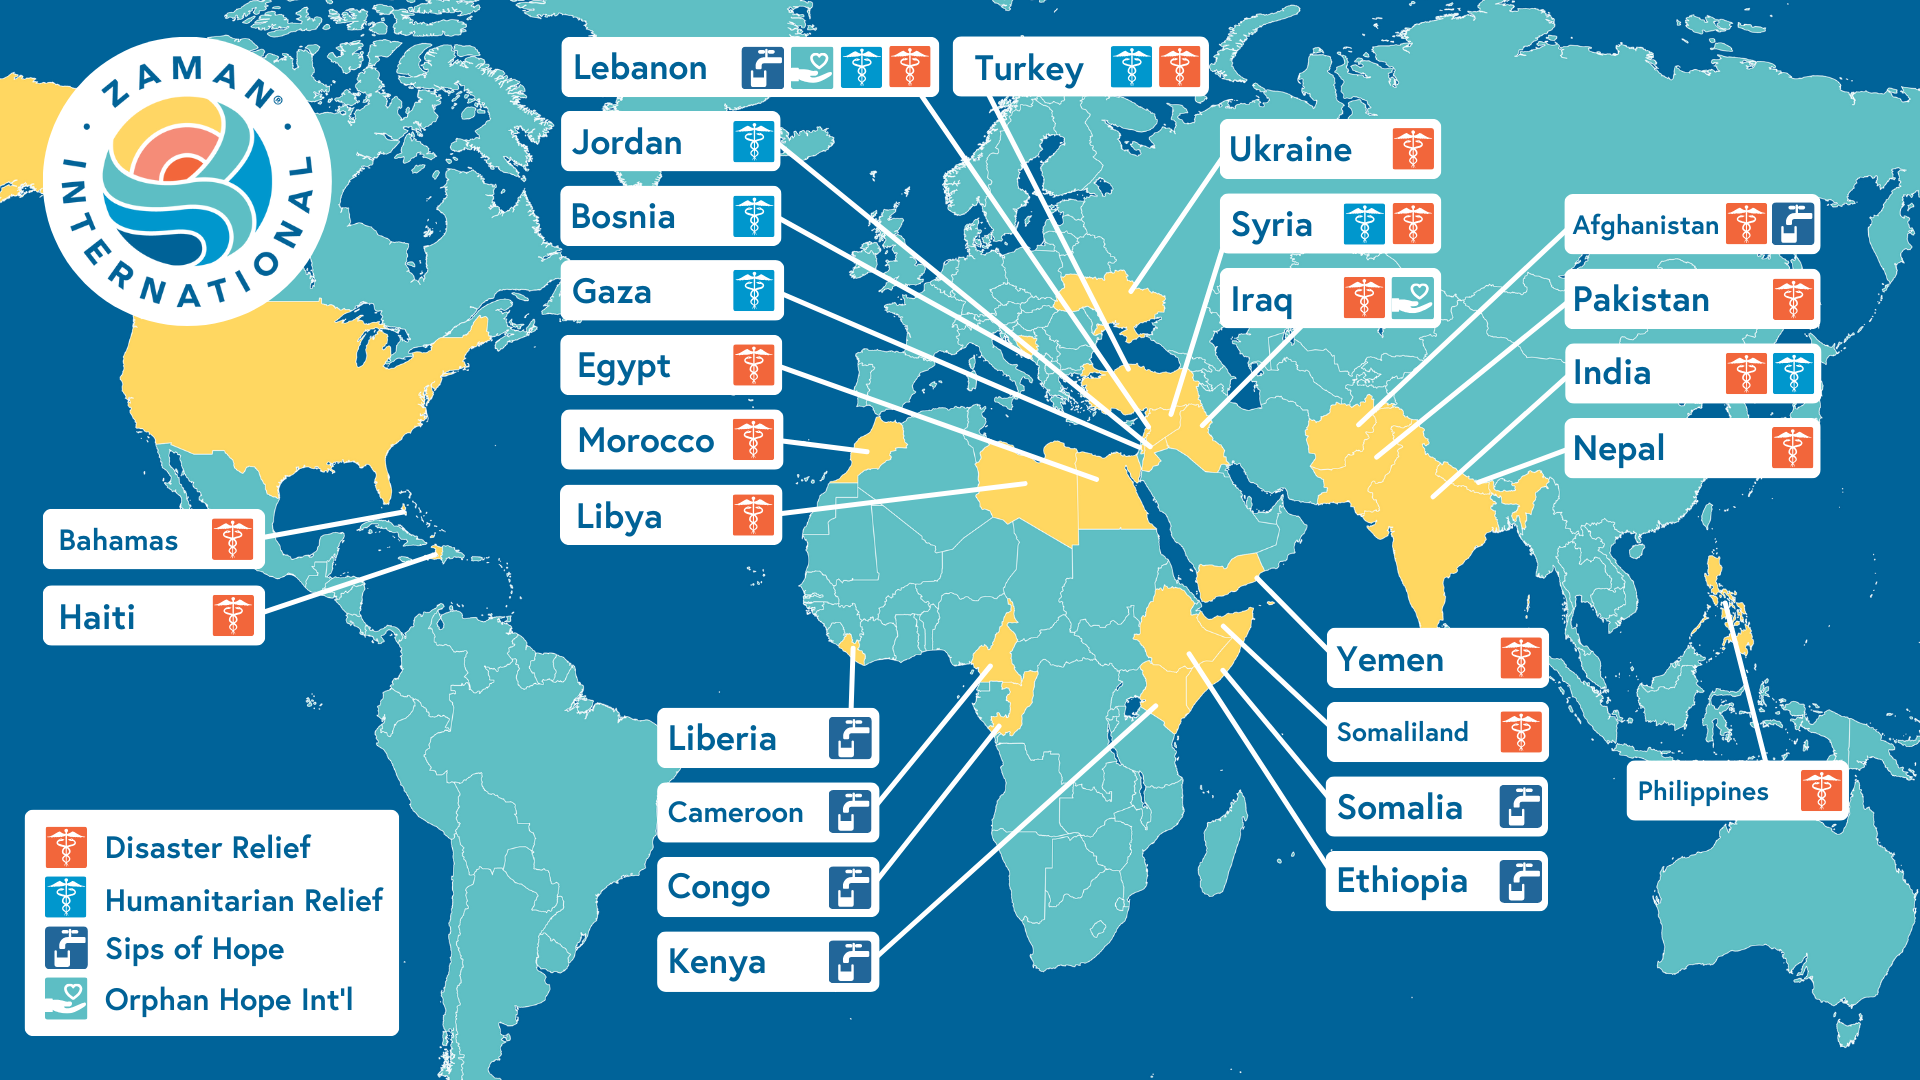 ZAMAN®
INTERNATIONAL
Lebanon
Turkey
Jordan
Bosnia
Gaza
Egypt
Morocco
Libya
Ukraine
Syria
Iraq
Afghanistan
Pakistan
India
Nepal
Bahamas
Haiti
Liberia
Cameroon
Congo
Kenya
Yemen
Somaliland
Somalia
Ethiopia
Philippines
Disaster Relief
Humanitarian Relief
Sips of Hope
Orphan Hope Int'l